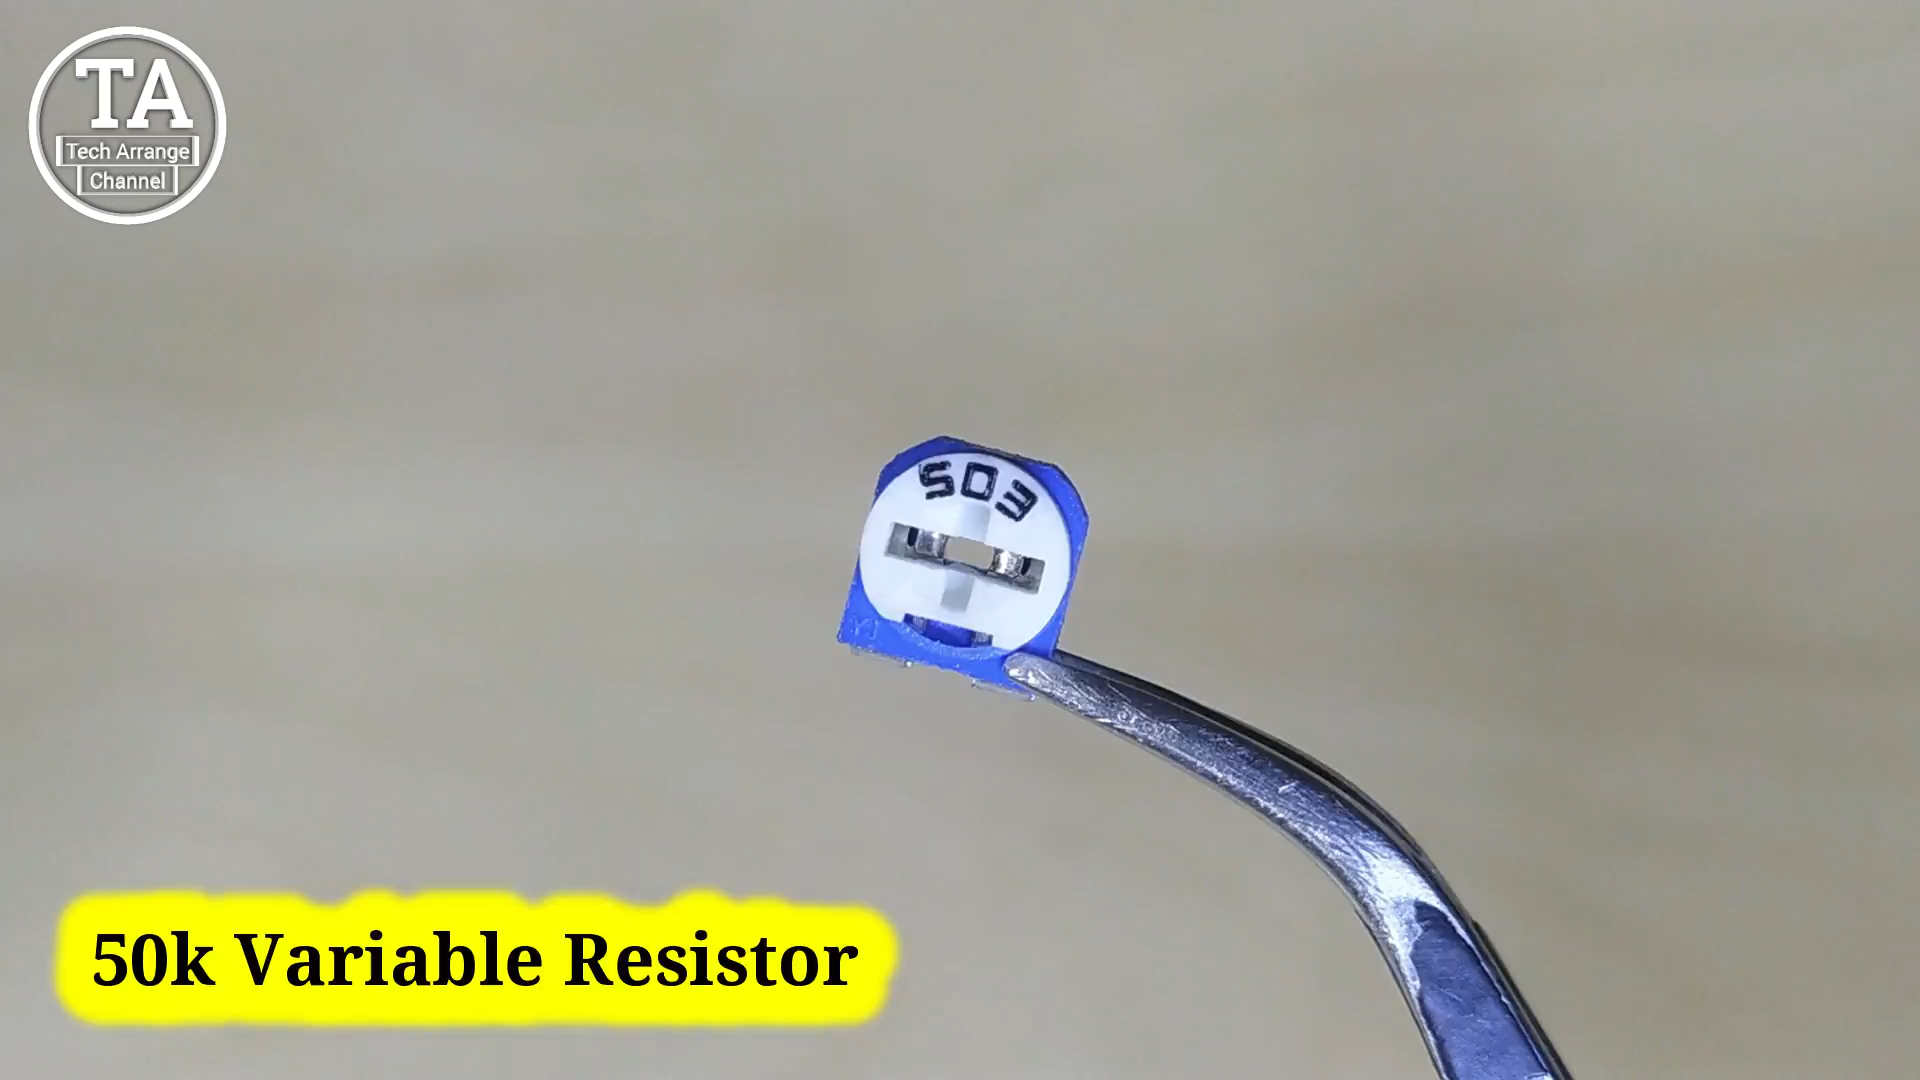 TA
Tech Arrange
Channel
503
50k Variable Resistor